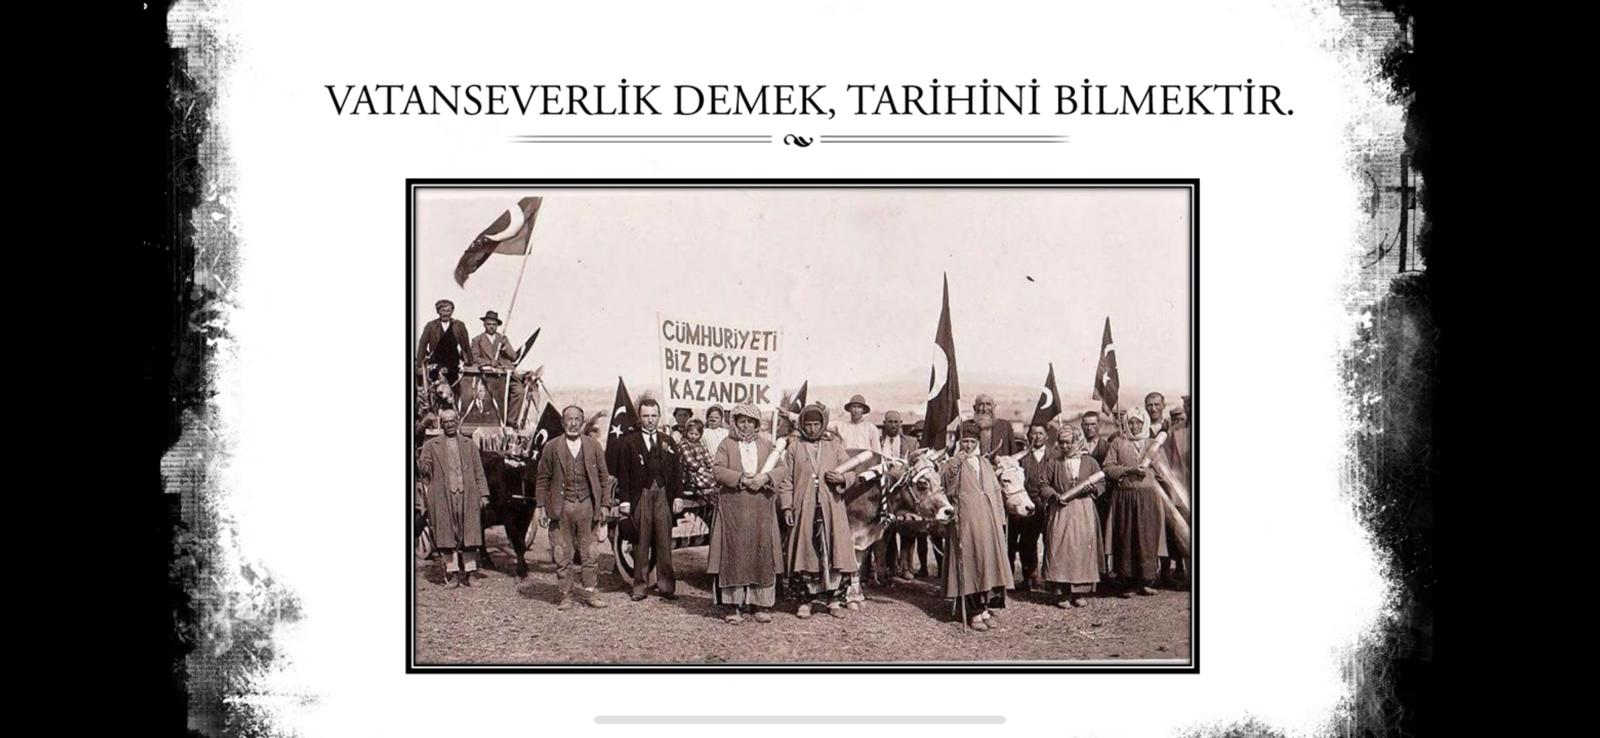 VATANSEVERLİK DEMEK, TARİHİNİ BİLMEKTİR.
CÜMHURİYETİ
BİZ BÖYLE
KAZANDIK